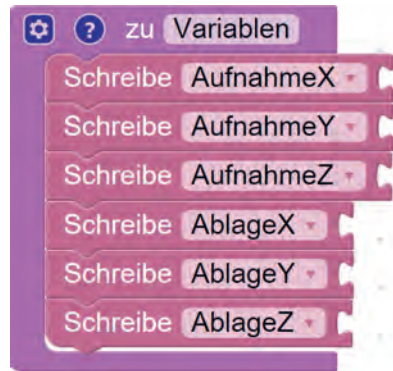 ? zu Variablen
Schreibe AufnahmeX
Schreibe AufnahmeY
Schreibe AufnahmeZ
Schreibe AblageX
Schreibe AblageY
Schreibe AblageZ